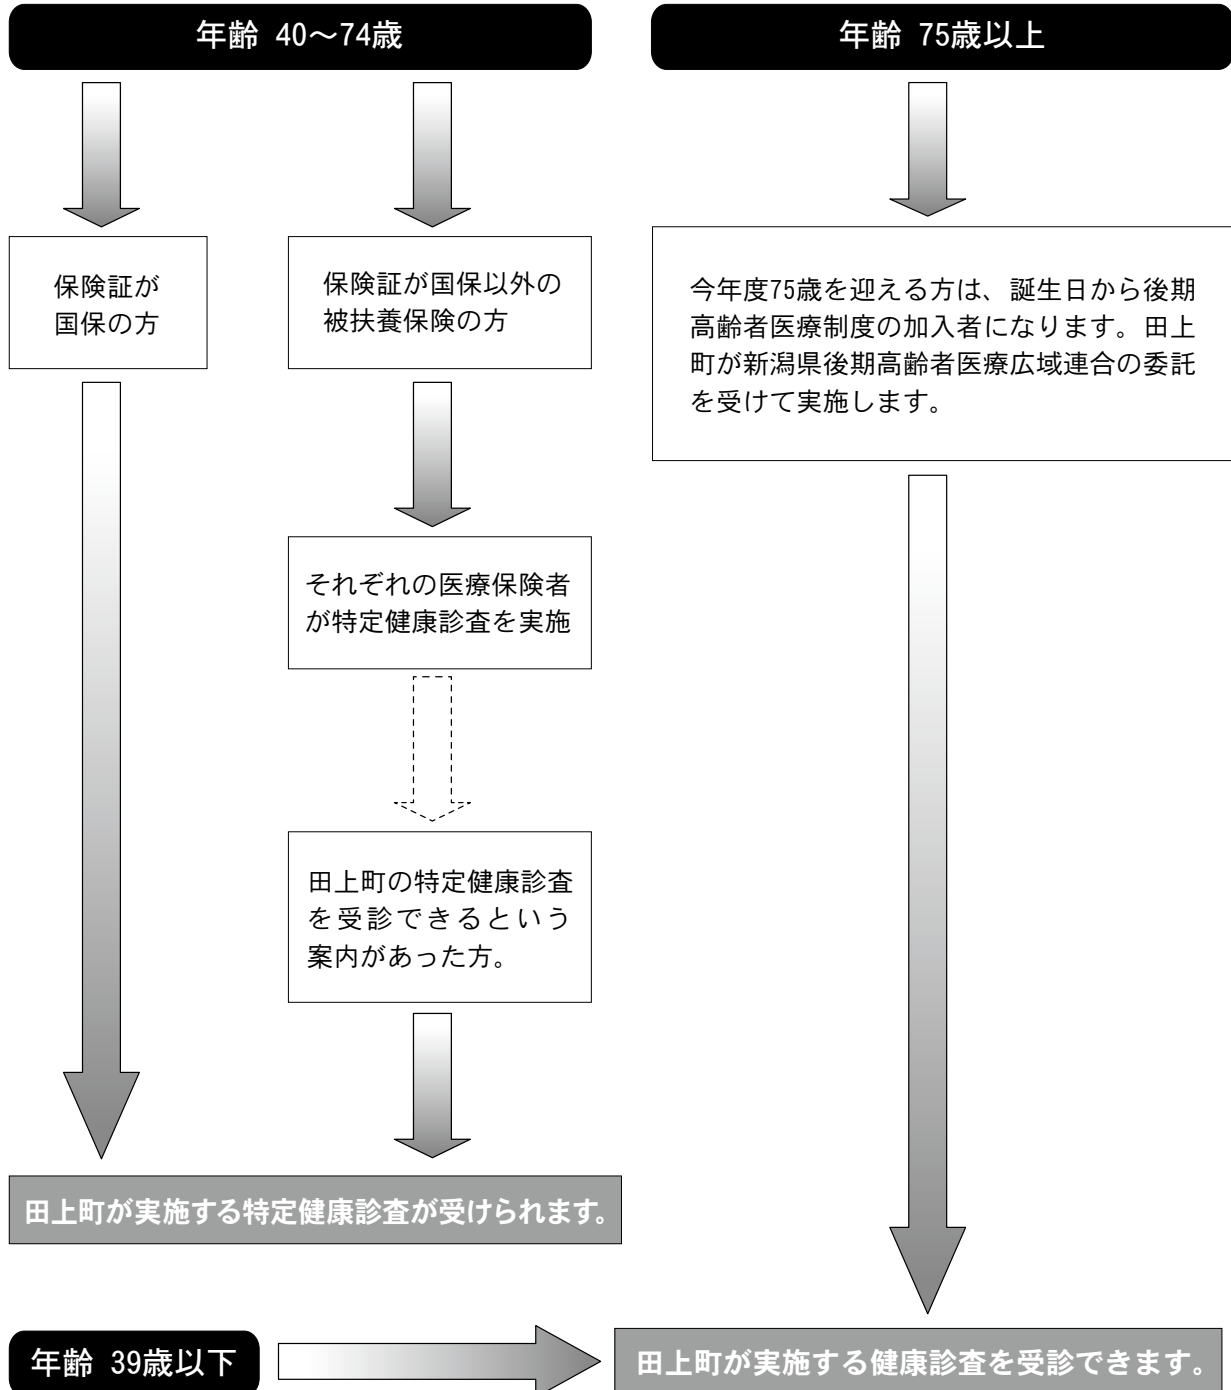 年齢 40～74歳
保険証が
国保の方
保険証が国保以外の
被扶養保険の方
それぞれの医療保険者
が特定健康診査を実施
田上町の特定健康診査
を受診できるという
案内があった方。
田上町が実施する特定健康診査が受けられます。
年齢 75歳以上
今年度75歳を迎える方は、誕生日から後期
高齢者医療制度の加入者になります。田上
町が新潟県後期高齢者医療広域連合の委託
を受けて実施します。
年齢 39歳以下
田上町が実施する健康診査を受診できます。